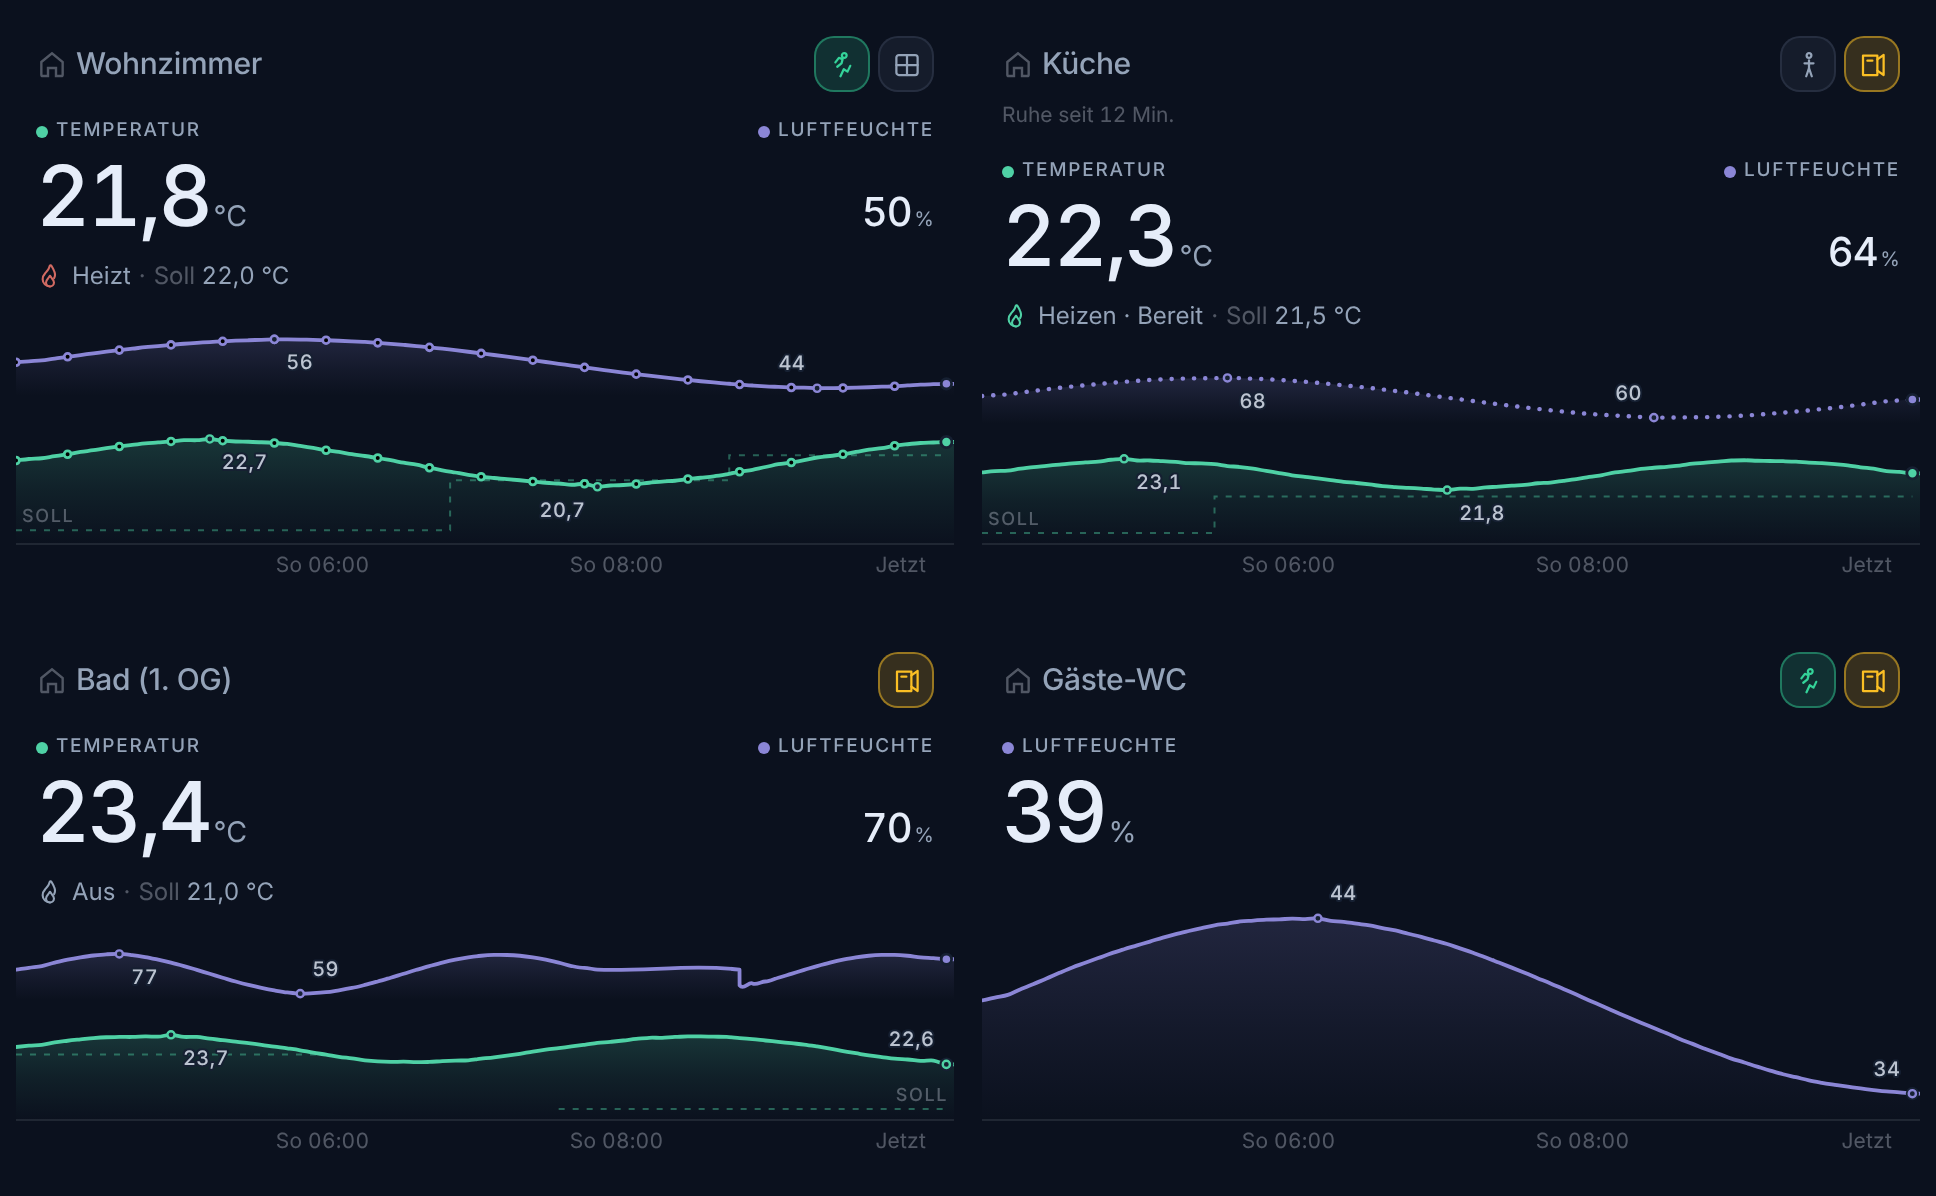 Wohnzimmer
TEMPERATUR
LUFTFEUCHTE
21,8 °C
50 %
Heizt · Soll 22,0 °C
56
44
22,7
20,7
SOLL
So 06:00
So 08:00
Jetzt
Küche
Ruhe seit 12 Min.
TEMPERATUR
LUFTFEUCHTE
22,3 °C
64 %
Heizen · Bereit · Soll 21,5 °C
68
60
23,1
21,8
SOLL
So 06:00
So 08:00
Jetzt
Bad (1. OG)
TEMPERATUR
LUFTFEUCHTE
23,4 °C
70 %
Aus · Soll 21,0 °C
77
59
22,6
23,7
SOLL
So 06:00
So 08:00
Jetzt
Gäste-WC
LUFTFEUCHTE
39 %
44
34
So 06:00
So 08:00
Jetzt